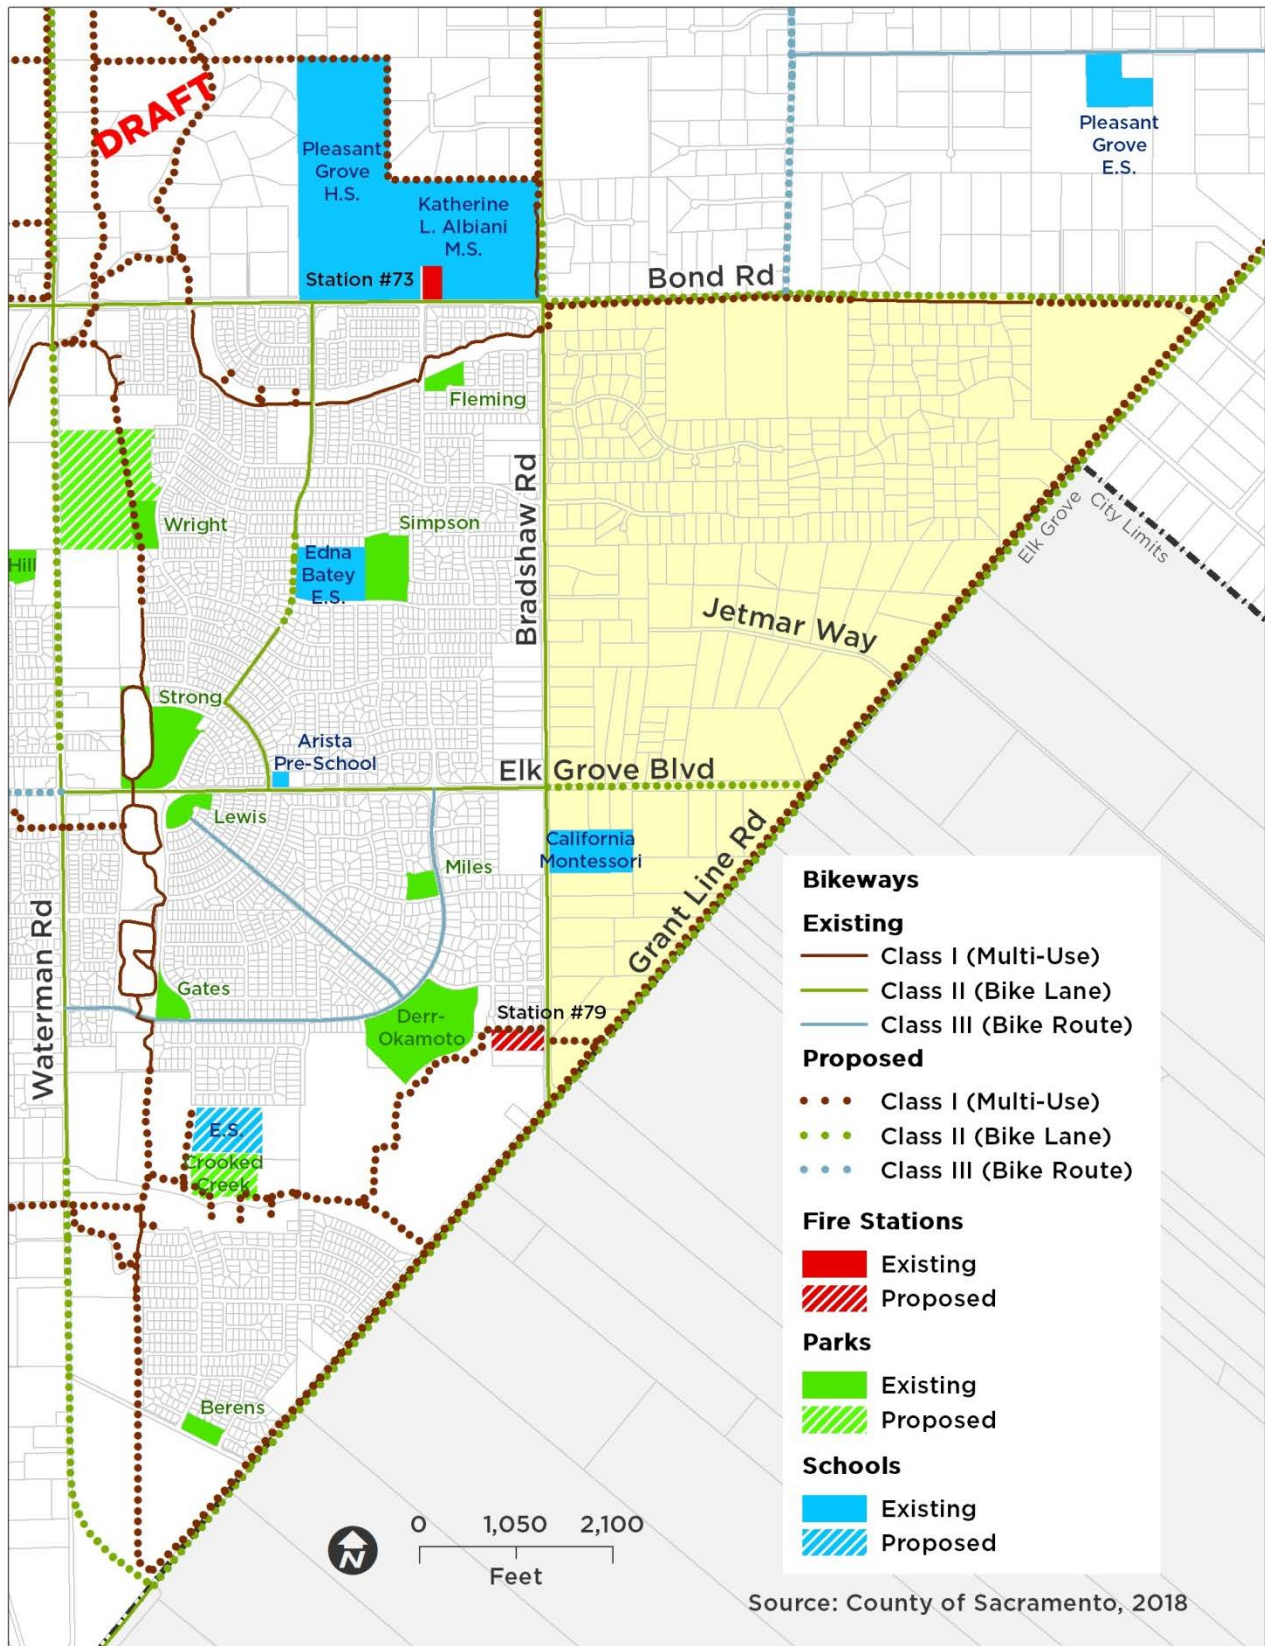 DRAFT
Pleasant
Grove
H.S.
Katherine
L. Albiani
M.S.
Station #73
Pleasant
Grove
E.S.
Bond Rd
Fleming
Bradshaw Rd
Wright
Simpson
Hill
Edna
Batey
E.S.
Elk Grove
City Limits
Jetmar Way
Strong
Arista
Pre-School
Elk Grove Blvd
Lewis
California
Montessori
Miles
Waterman Rd
Grant Line Rd
Gates
Derr-
Okamoto
Station #79
E.S.
Crooked
Creek
Berens
Bikeways
Existing
Class I (Multi-Use)
Class II (Bike Lane)
Class III (Bike Route)
Proposed
Class I (Multi-Use)
Class II (Bike Lane)
Class III (Bike Route)
Fire Stations
Existing
Proposed
Parks
Existing
Proposed
Schools
Existing
Proposed
N
0 1,050 2,100
Feet
Source: County of Sacramento, 2018